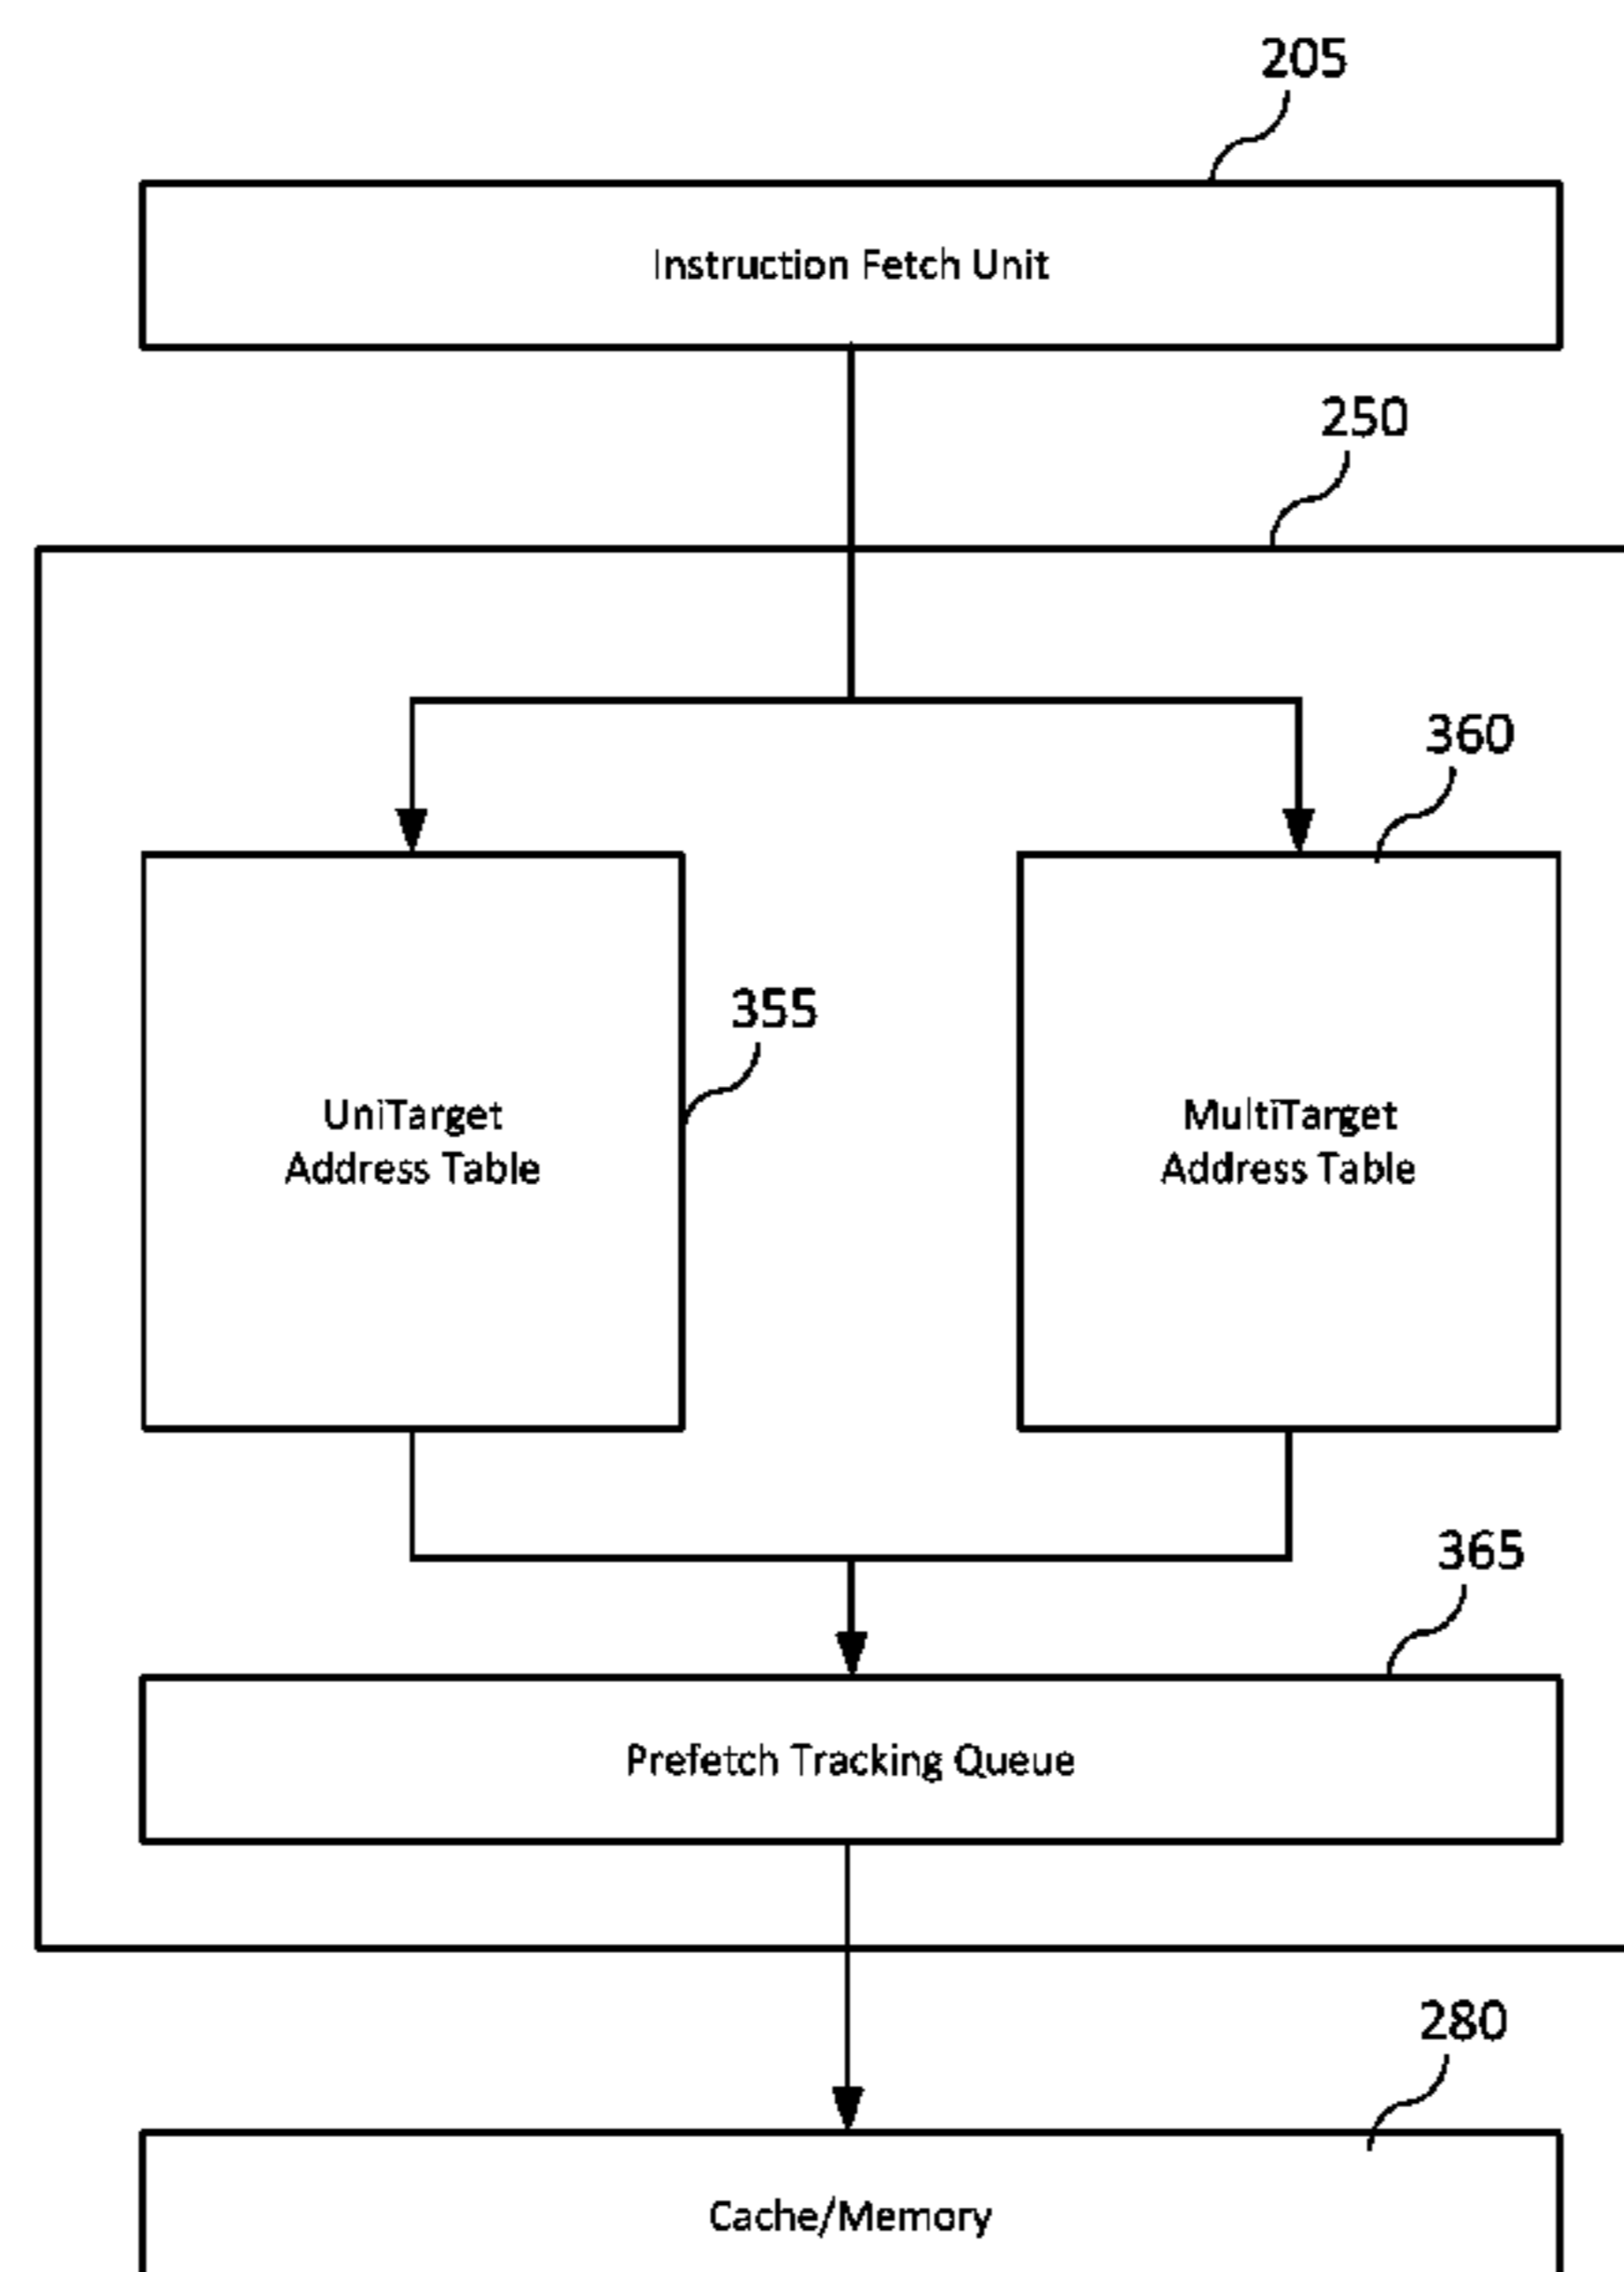 205
Instruction Fetch Unit
250
360
355
UniTarget
Address Table
MultiTarget
Address Table
365
Prefetch Tracking Queue
280
Cache/Memory